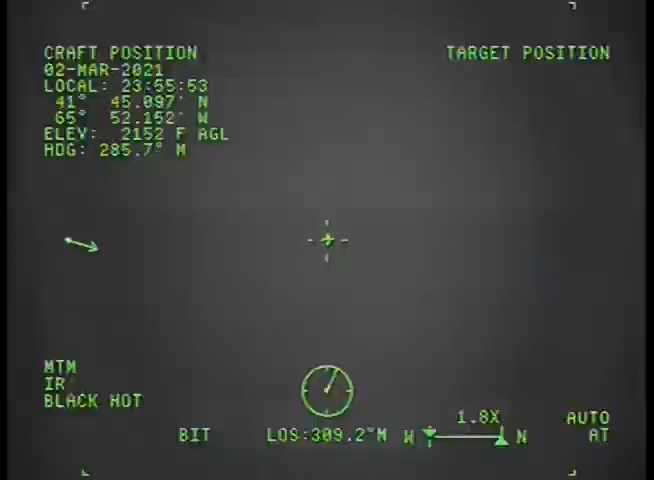 CRAFT POSITION
TARGET POSITION
02-MAR-2021
LOCAL: 23:55:53
41° 45.097' N
65° 52.152' W
ELEV: 2152 F AGL
HDG: 285.7° M
MTM
IR
BLACK HOT
1.8X
AUTO
BIT
LOS:309.2°M
W
N
AT